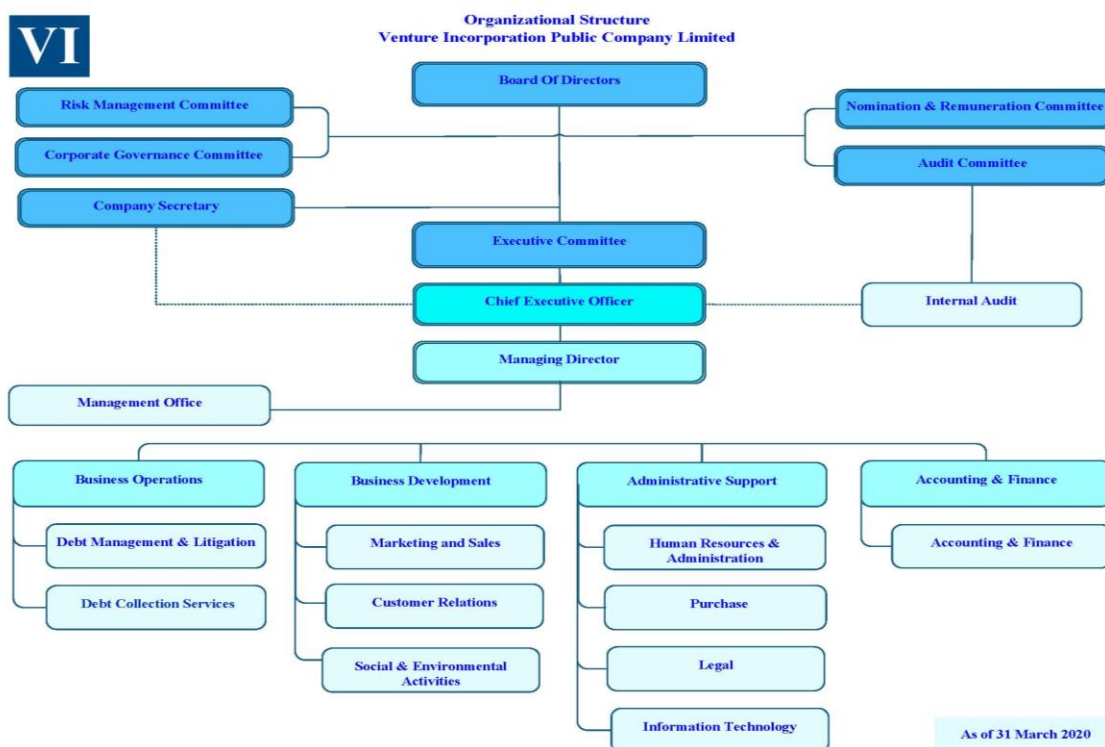 VI
Organizational Structure
Venture Incorporation Public Company Limited
Board Of Directors
Risk Management Committee
Nomination & Remuneration Committee
Corporate Governance Committee
Audit Committee
Company Secretary
Executive Committee
Chief Executive Officer
Internal Audit
Managing Director
Management Office
Business Operations
Debt Management & Litigation
Debt Collection Services
Business Development
Marketing and Sales
Customer Relations
Social & Environmental
Activities
Administrative Support
Human Resources &
Administration
Purchase
Legal
Information Technology
Accounting & Finance
Accounting & Finance
As of 31 March 2020